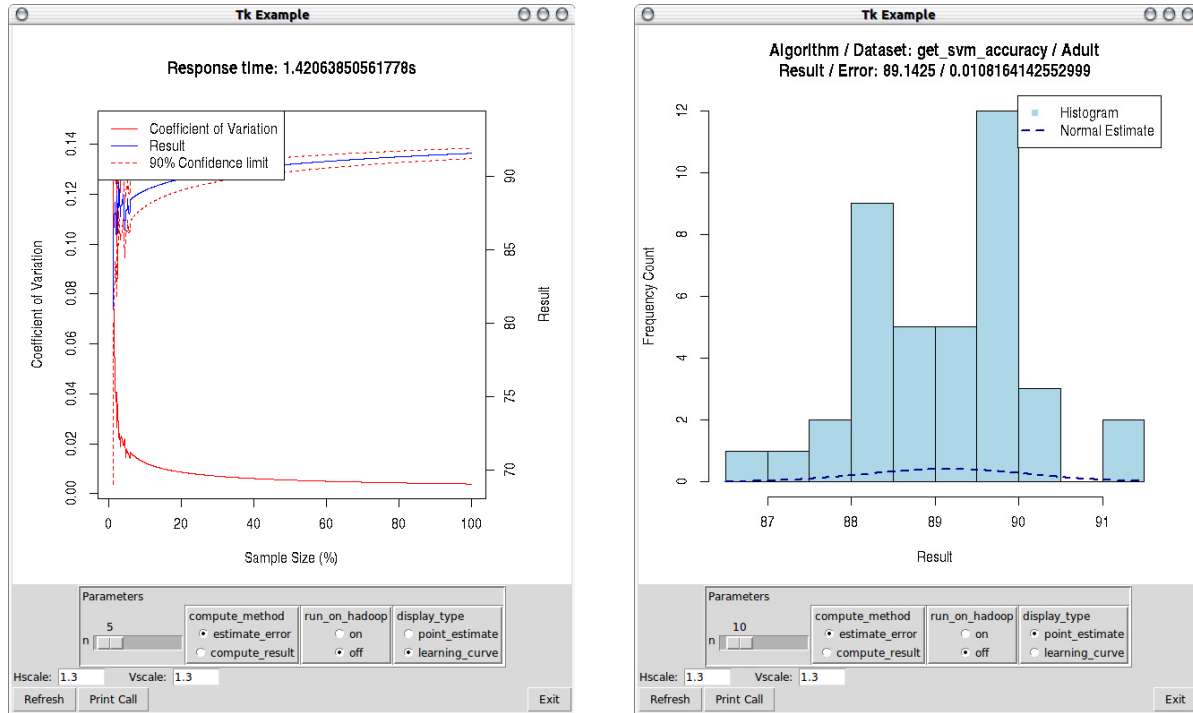 Tk Example
Response time: 1.42063850561778s
Coefficient of Variation
Result
90% Confidence limit
Coefficient of Variation
0.14
0.12
0.10
0.08
0.06
0.04
0.02
0.00
90
85
80
75
70
Result
0 20 40 60 80 100
Sample Size (%)
Parameters
n
5
compute_method
estimate_error
compute_result
run_on_hadoop
on
off
display_type
point_estimate
learning_curve
Hscale: 1.3 Vscale: 1.3
Refresh Print Call Exit
Tk Example
Algorithm / Dataset: get_svm_accuracy / Adult
Result / Error: 89.1425 / 0.0108164142552999
Histogram
Normal Estimate
Frequency Count
12
10
8
6
4
2
0
87 88 89 90 91
Result
Parameters
n
10
compute_method
estimate_error
compute_result
run_on_hadoop
on
off
display_type
point_estimate
learning_curve
Hscale: 1.3 Vscale: 1.3
Refresh Print Call Exit